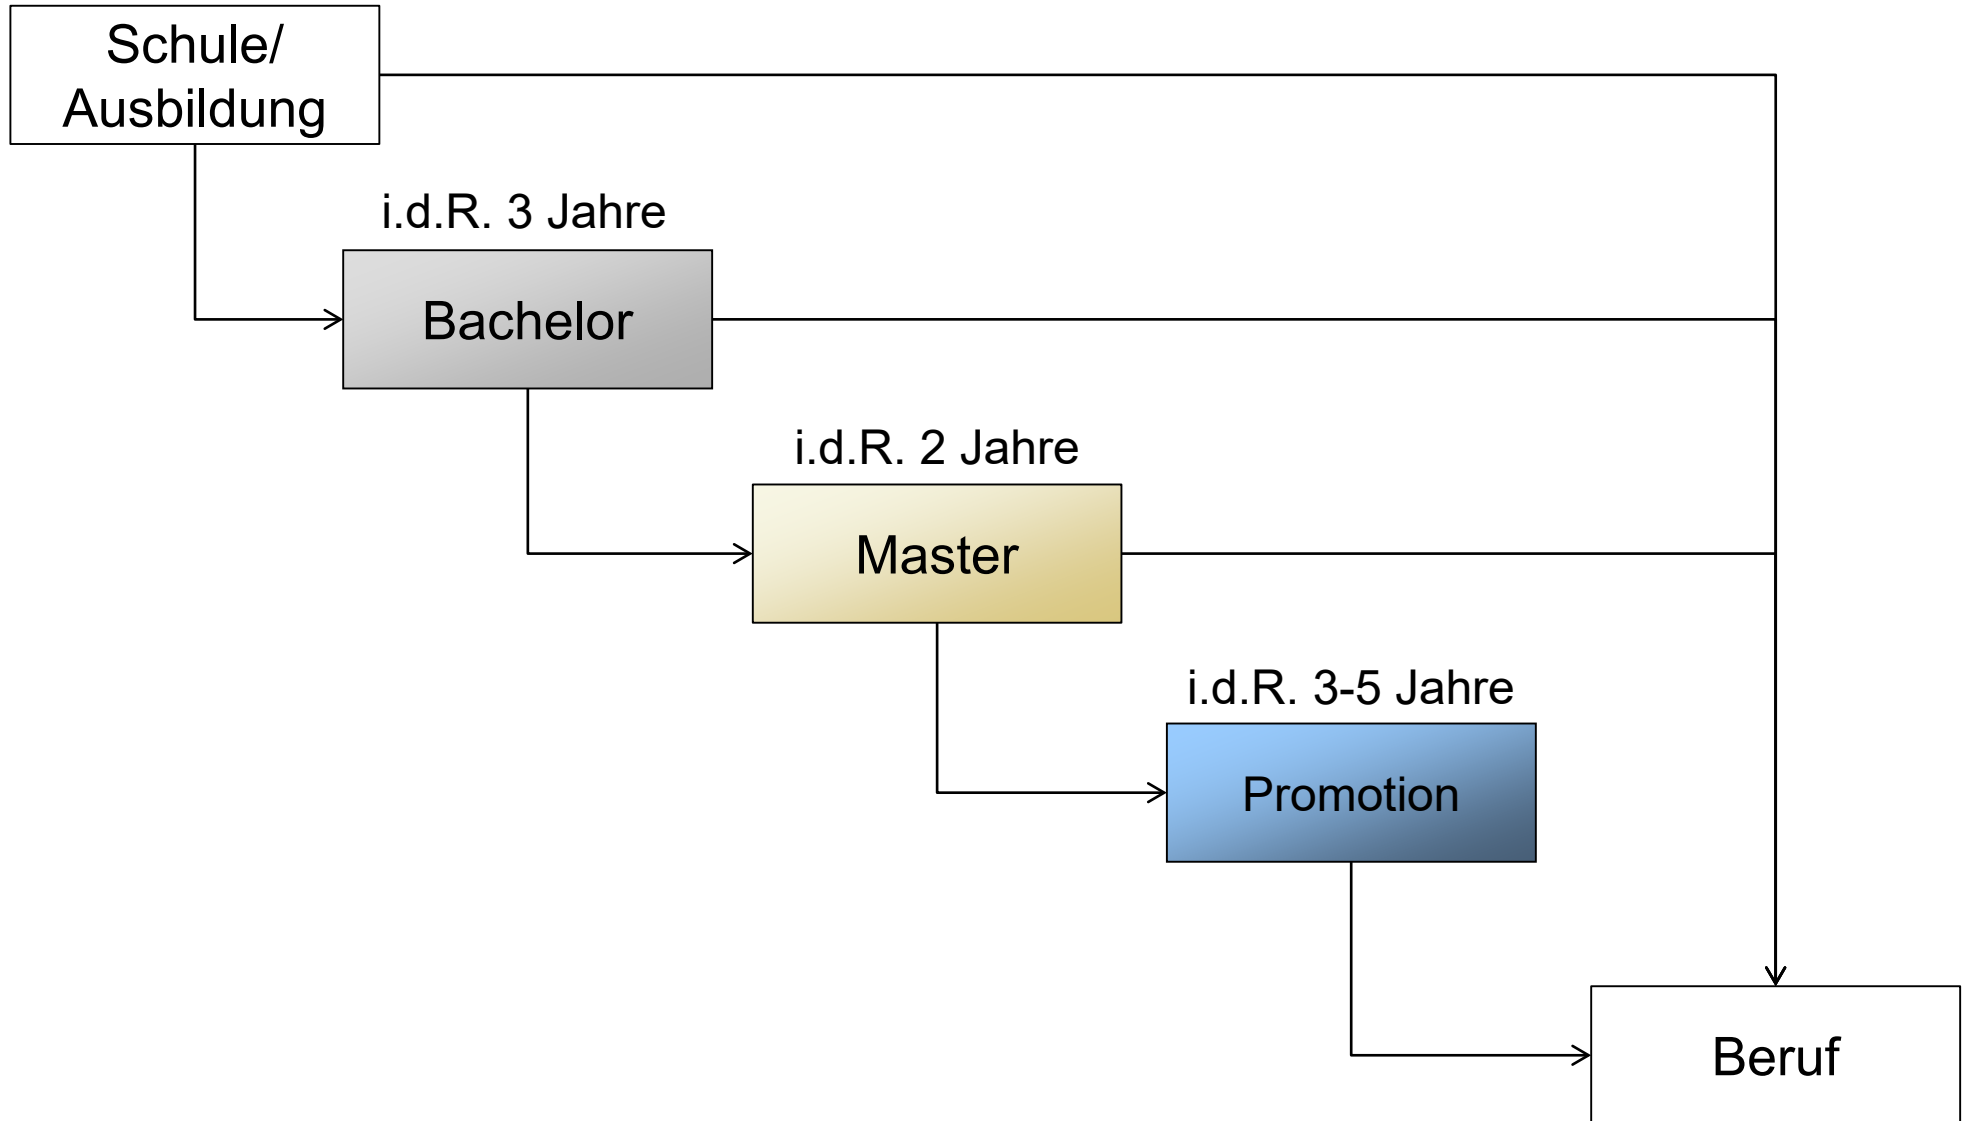 Schule/
Ausbildung
i.d.R. 3 Jahre
Bachelor
i.d.R. 2 Jahre
Master
i.d.R. 3-5 Jahre
Promotion
Beruf